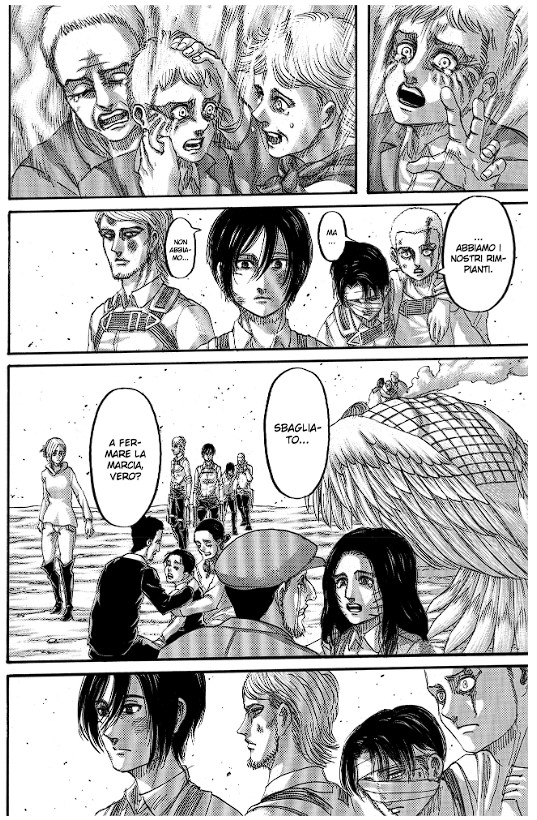 ...
ABBIAMO I
NOSTRI RIM-
PIANTI.
MA
...
NON
ABBIA-
MO...
SBAGLIA-
TO...
A FER-
MARE LA
MARCIA,
VERO?